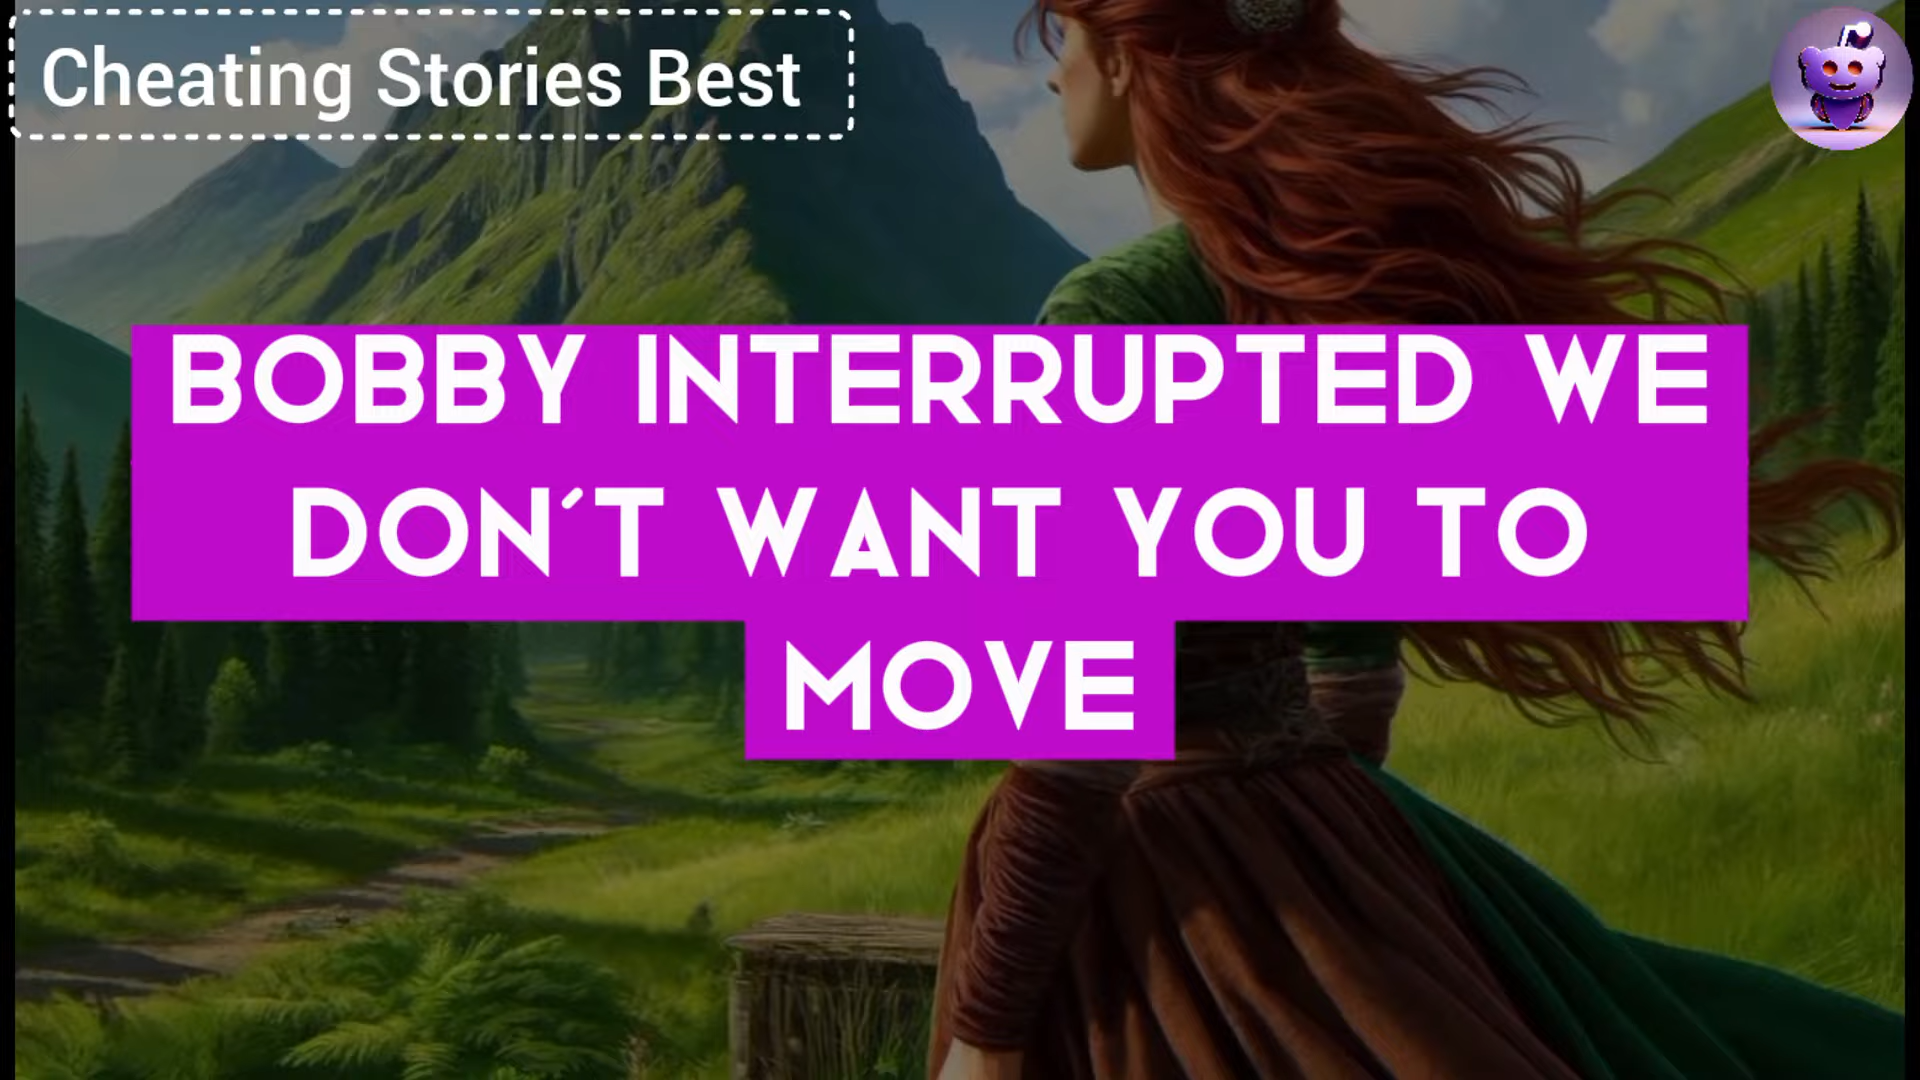 Cheating Stories Best
BOBBY INTERRUPTED WE
DON´T WANT YOU TO
MOVE